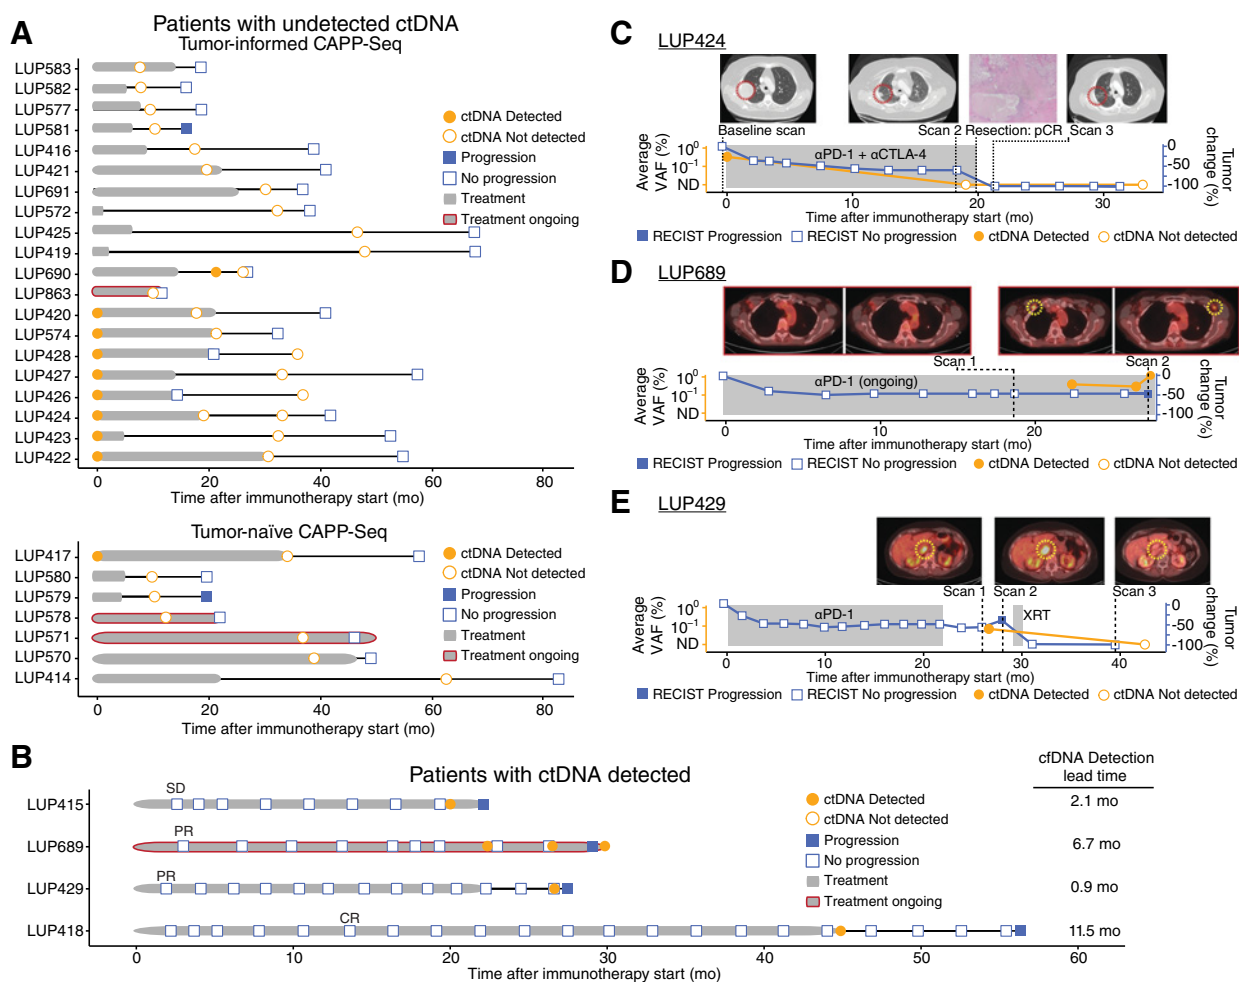 A
Patients with undetected ctDNA
Tumor-informed CAPP-Seq
LUP583
LUP582
LUP577
LUP581
LUP416
LUP421
LUP691
LUP572
LUP425
LUP419
LUP690
LUP863
LUP420
LUP574
LUP428
LUP427
LUP426
LUP424
LUP423
LUP422
ctDNA Detected
ctDNA Not detected
Progression
No progression
Treatment
Treatment ongoing
0 20 40 60 80
Time after immunotherapy start (mo)
Tumor-naïve CAPP-Seq
LUP417
LUP580
LUP579
LUP578
LUP571
LUP570
LUP414
ctDNA Detected
ctDNA Not detected
Progression
No progression
Treatment
Treatment ongoing
0 20 40 60 80
Time after immunotherapy start (mo)
B
Patients with ctDNA detected
cfDNA Detection
lead time
LUP415 SD 2.1 mo
LUP689 PR 6.7 mo
LUP429 PR 0.9 mo
LUP418 CR 11.5 mo
ctDNA Detected
ctDNA Not detected
Progression
No progression
Treatment
Treatment ongoing
0 10 20 30 40 50 60
Time after immunotherapy start (mo)
C
LUP424
Baseline scan Scan 2 Resection: pCR Scan 3
αPD-1 + αCTLA-4
Average
VAF (%)
10⁰
10⁻¹
ND
0
-50
-100
Tumor
change (%)
0 10 20 30
Time after immunotherapy start (mo)
RECIST Progression RECIST No progression ctDNA Detected ctDNA Not detected
D
LUP689
Scan 1 Scan 2
αPD-1 (ongoing)
Average
VAF (%)
10⁰
10⁻¹
ND
0
-50
-100
Tumor
change (%)
0 10 20
Time after immunotherapy start (mo)
RECIST Progression RECIST No progression ctDNA Detected ctDNA Not detected
E
LUP429
Scan 1 Scan 2 Scan 3
αPD-1 XRT
Average
VAF (%)
10⁰
10⁻¹
ND
0
-50
-100
Tumor
change (%)
0 10 20 30 40
Time after immunotherapy start (mo)
RECIST Progression RECIST No progression ctDNA Detected ctDNA Not detected